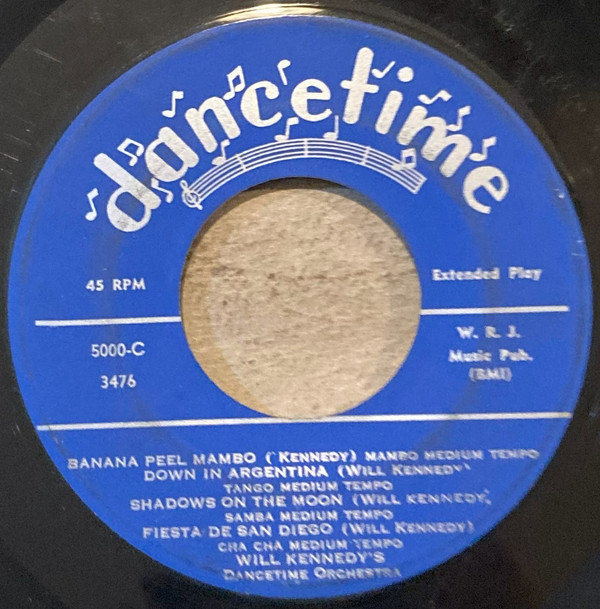 dancetime
45 RPM
Extended Play
5000-C
3476
W. R. J.
Music Pub.
(BMI)
BANANA PEEL MAMBO ( KENNEDY) MAMBO MEDIUM TEMPO
DOWN IN ARGENTINA (WILL KENNEDY
TANGO MEDIUM TEMPO
SHADOWS ON THE MOON (WILL KENNEDY,
SAMBA MEDIUM TEMPO
FIESTA DE SAN DIEGO (WILL KENNEDY)
CHA CHA MEDIUM TEMPO
WILL KENNEDY'S
DANCETIME ORCHESTRA